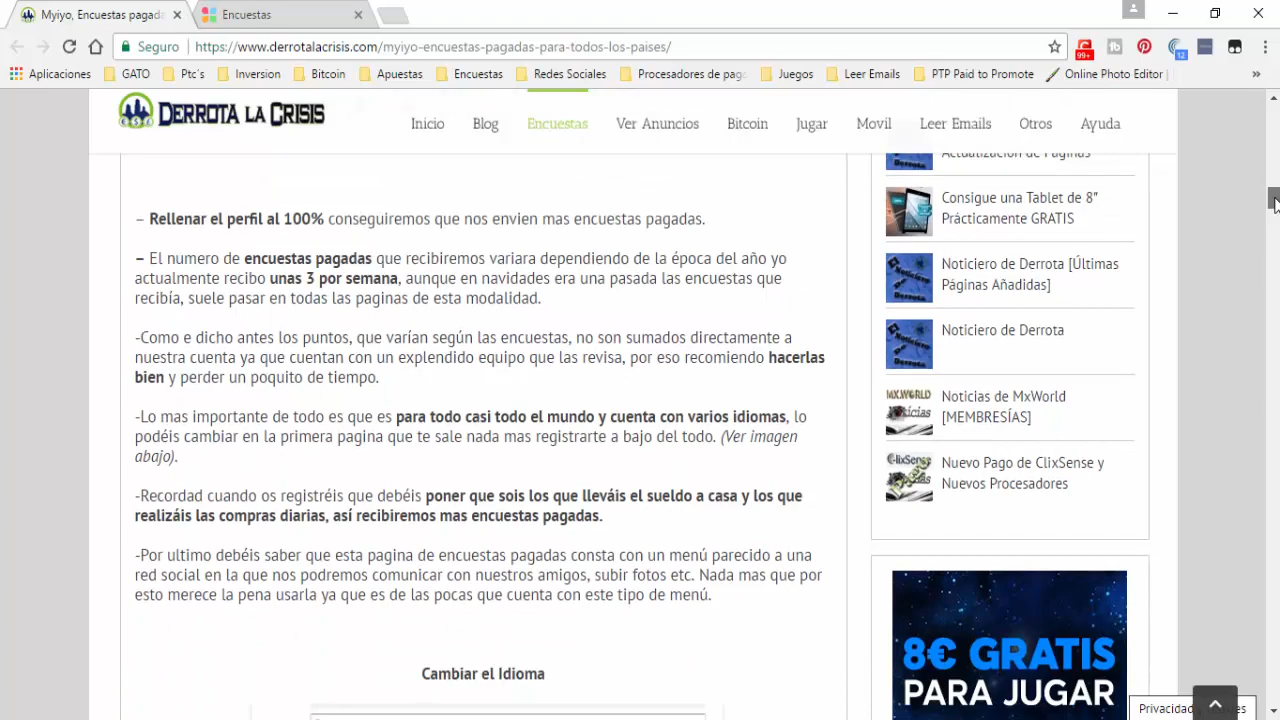 Myiyo, Encuestas pagada
Encuestas
Seguro
https://www.derrotalacrisis.com/myiyo-encuestas-pagadas-para-todos-los-paises/
99+
12
Aplicaciones
GATO
Ptc's
Inversion
Bitcoin
Apuestas
Encuestas
Redes Sociales
Procesadores de pag
Juegos
Leer Emails
PTP Paid to Promote
Online Photo Editor
DERROTA LA CRISIS
Inicio
Blog
Encuestas
Ver Anuncios
Bitcoin
Jugar
Movil
Leer Emails
Otros
Ayuda
– Rellenar el perfil al 100% conseguiremos que nos envien mas encuestas pagadas.
– El numero de encuestas pagadas que recibiremos variara dependiendo de la época del año yo
actualmente recibo unas 3 por semana, aunque en navidades era una pasada las encuestas que
recibía, suele pasar en todas las paginas de esta modalidad.
-Como e dicho antes los puntos, que varían según las encuestas, no son sumados directamente a
nuestra cuenta ya que cuentan con un explendido equipo que las revisa, por eso recomiendo hacerlas
bien y perder un poquito de tiempo.
-Lo mas importante de todo es que es para todo casi todo el mundo y cuenta con varios idiomas, lo
podéis cambiar en la primera pagina que te sale nada mas registrarte a bajo del todo. (Ver imagen
abajo).
-Recordad cuando os registréis que debéis poner que sois los que lleváis el sueldo a casa y los que
realizáis las compras diarias, así recibiremos mas encuestas pagadas.
-Por ultimo debéis saber que esta pagina de encuestas pagadas consta con un menú parecido a una
red social en la que nos podremos comunicar con nuestros amigos, subir fotos etc. Nada mas que por
esto merece la pena usarla ya que es de las pocas que cuenta con este tipo de menú.
Cambiar el Idioma
Actualización de Páginas
Consigue una Tablet de 8″
Prácticamente GRATIS
Noticiero de Derrota [Últimas
Páginas Añadidas]
Noticiero de Derrota
Noticias de MxWorld
[MEMBRESÍAS]
Nuevo Pago de ClixSense y
Nuevos Procesadores
8€ GRATIS
PARA JUGAR